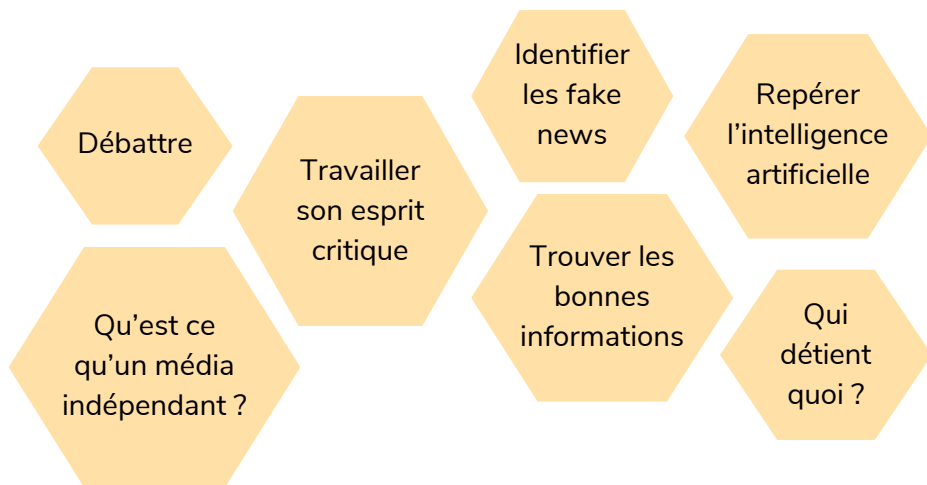 Débattre
Travailler
son esprit
critique
Identifier
les fake
news
Repérer
l'intelligence
artificielle
Qu'est ce
qu'un média
indépendant ?
Trouver les
bonnes
informations
Qui
détient
quoi ?